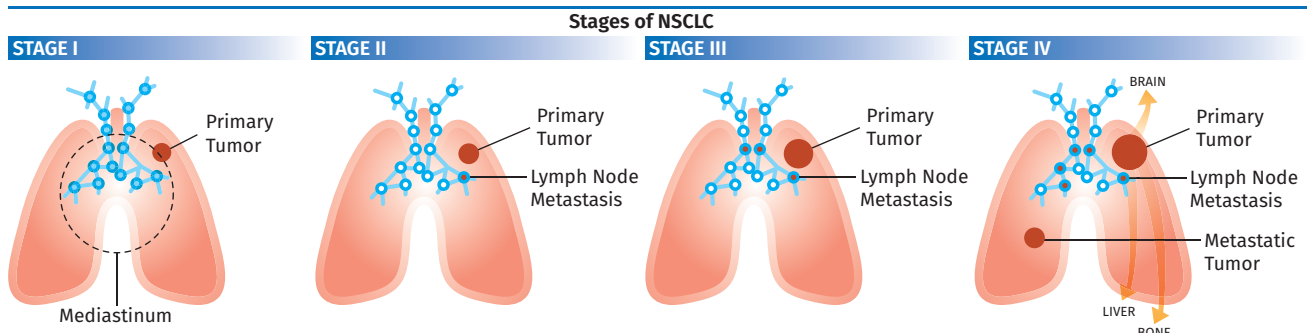 Stages of NSCLC
STAGE I
Primary
Tumor
Mediastinum
STAGE II
Primary
Tumor
Lymph Node
Metastasis
STAGE III
Primary
Tumor
Lymph Node
Metastasis
STAGE IV
BRAIN
Primary
Tumor
Lymph Node
Metastasis
Metastatic
Tumor
LIVER
BONE